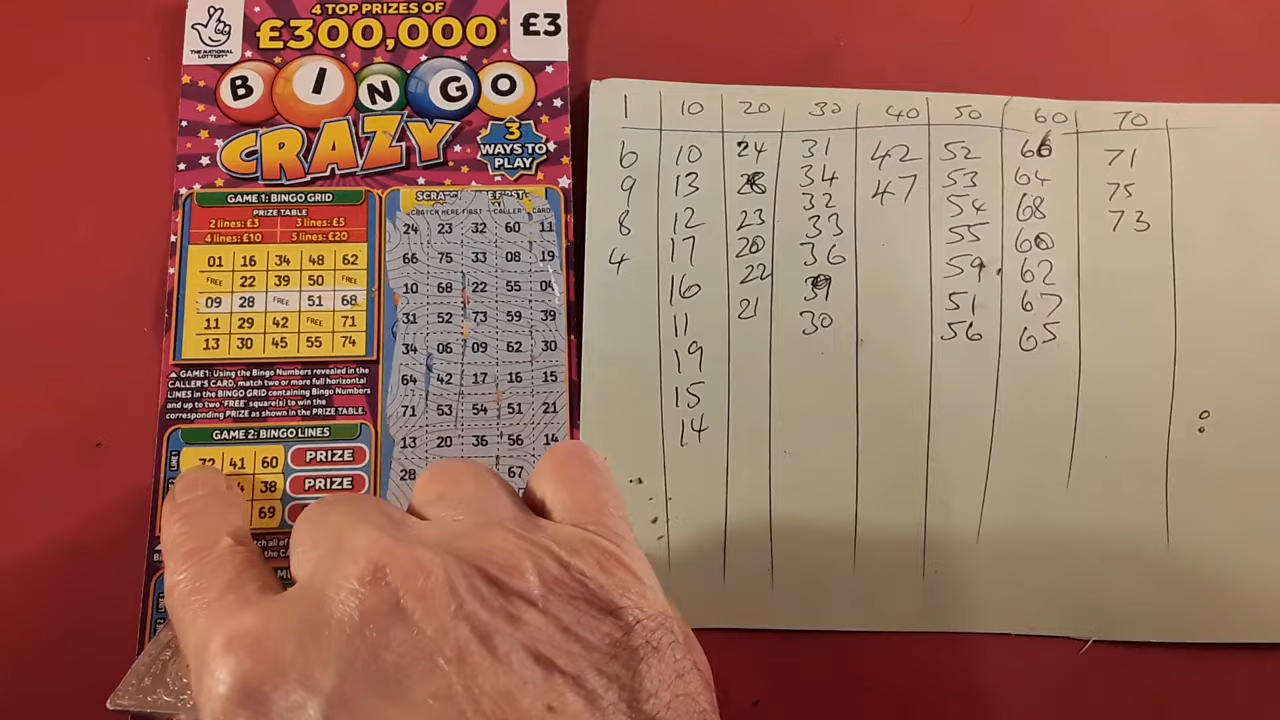 4 TOP PRIZES OF
£300,000
£3
THE NATIONAL
LOTTERY
BINGO
CRAZY
3
WAYS TO
PLAY
GAME 1: BINGO GRID
PRIZE TABLE
2 lines: £3 3 lines: £5
4 lines: £10 5 lines: £20
01 16 34 48 62
FREE 22 39 50 FREE
09 28 FREE 51 68
11 29 42 FREE 71
13 30 45 55 74
▲ GAME1: Using the Bingo Numbers revealed in the
CALLER'S CARD, match two or more full horizontal
LINES in the BINGO GRID containing Bingo Numbers
and up to two 'FREE' square(s) to win the
corresponding PRIZE as shown in the PRIZE TABLE.
GAME 2: BINGO LINES
LINE 1
41 60 PRIZE
38 PRIZE
69
SCRATCH HERE FIRST CALLER'S CARD
24 23 32 60 11
66 75 33 08 19
10 68 22 55 04
31 52 73 59 39
34 06 09 62 30
64 42 17 16 15
71 53 54 51 21
13 20 36 56 14
28 67
1 10 20 30 40 50 60 70
6 10 24 31 42 52 66 71
9 13 28 34 47 53 64 75
8 12 23 32 54 68 73
4 17 20 33 55 60
16 22 36 59 62
11 21 39 51 67
19 30 56 65
15
14